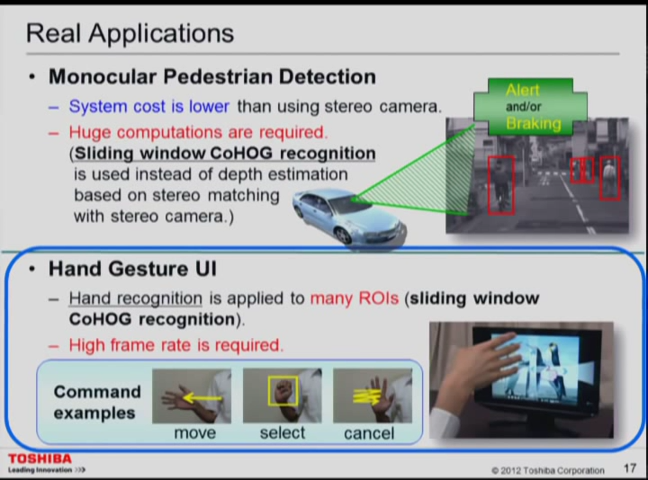 Real Applications
• Monocular Pedestrian Detection
– System cost is lower than using stereo camera.
– Huge computations are required.
(Sliding window CoHOG recognition
is used instead of depth estimation
based on stereo matching
with stereo camera.)
Alert
and/or
Braking
• Hand Gesture UI
– Hand recognition is applied to many ROIs (sliding window
CoHOG recognition).
– High frame rate is required.
Command
examples
move
select
cancel
TOSHIBA
Leading Innovation >>>
© 2012 Toshiba Corporation
17